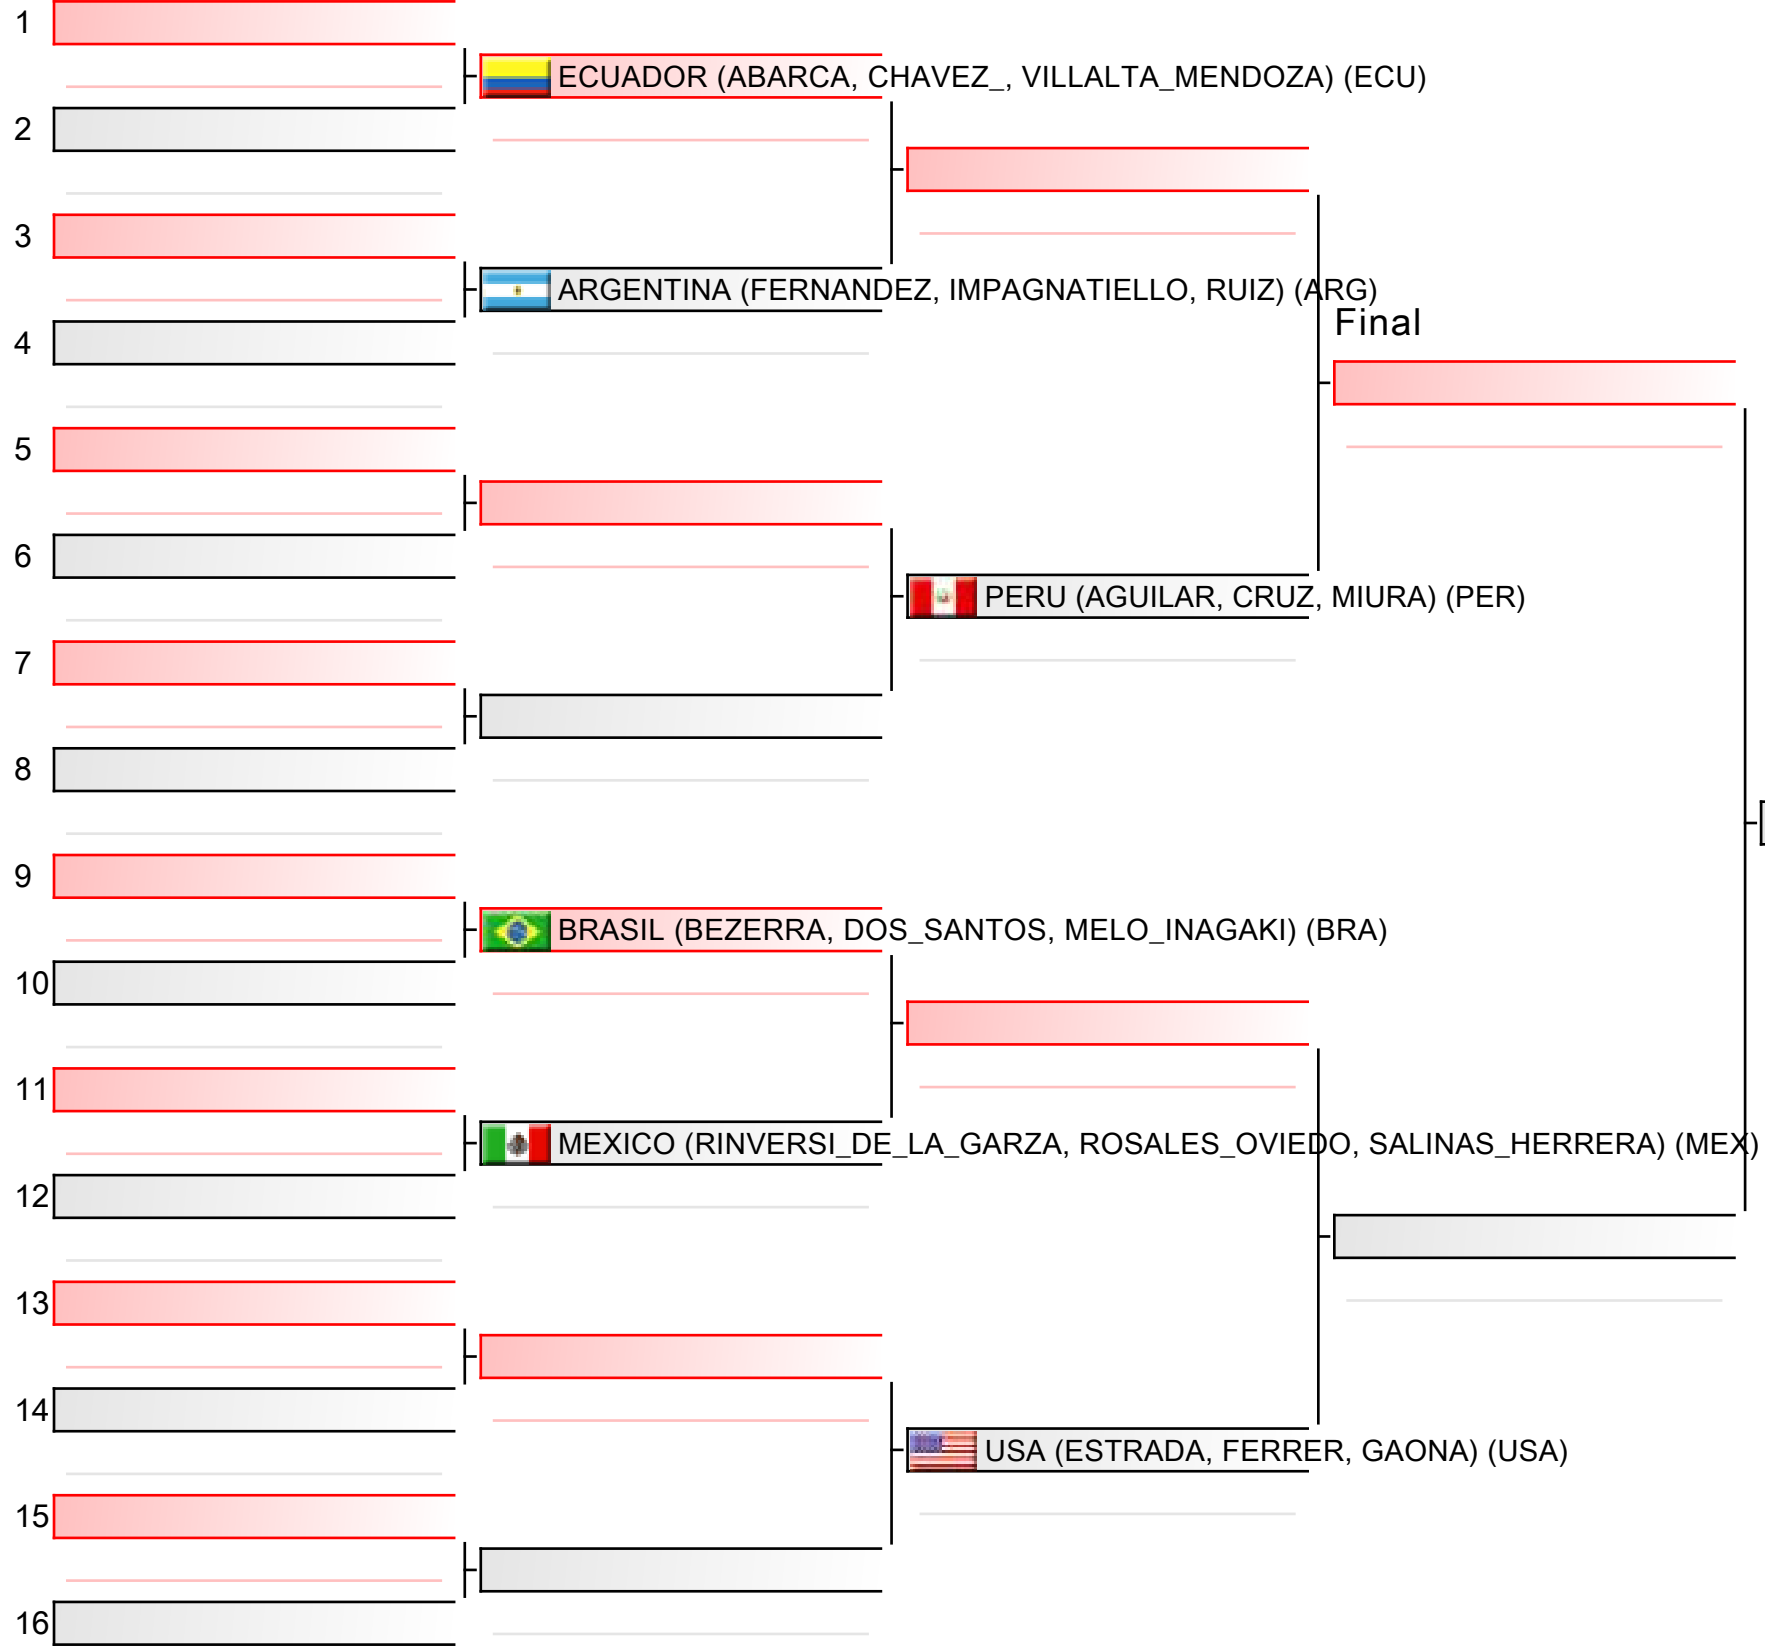 1
ECUADOR (ABARCA, CHAVEZ_, VILLALTA_MENDOZA) (ECU)
2
3
ARGENTINA (FERNANDEZ, IMPAGNATIELLO, RUIZ) (ARG)
Final
4
5
6
PERU (AGUILAR, CRUZ, MIURA) (PER)
7
8
9
BRASIL (BEZERRA, DOS_SANTOS, MELO_INAGAKI) (BRA)
10
11
MEXICO (RINVERSI_DE_LA_GARZA, ROSALES_OVIEDO, SALINAS_HERRERA) (MEX)
12
13
14
USA (ESTRADA, FERRER, GAONA) (USA)
15
16